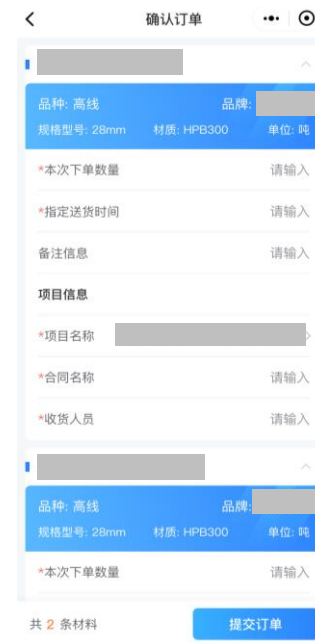 确认订单
品种: 高线 品牌:
规格型号: 28mm 材质: HPB300 单位: 吨
*本次下单数量 请输入
*指定送货时间 请输入
备注信息 请输入
项目信息
*项目名称
*合同名称 请输入
*收货人员 请输入
品种: 高线 品牌:
规格型号: 28mm 材质: HPB300 单位: 吨
*本次下单数量 请输入
共 2 条材料 提交订单